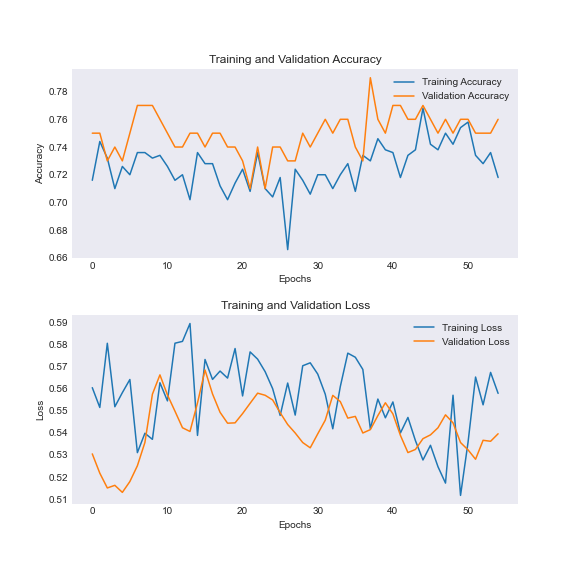 Training and Validation Accuracy
Training Accuracy
Validation Accuracy
Accuracy
0.78
0.76
0.74
0.72
0.70
0.68
0.66
0 10 20 30 40 50
Epochs
Training and Validation Loss
Training Loss
Validation Loss
Loss
0.59
0.58
0.57
0.56
0.55
0.54
0.53
0.52
0.51
0 10 20 30 40 50
Epochs